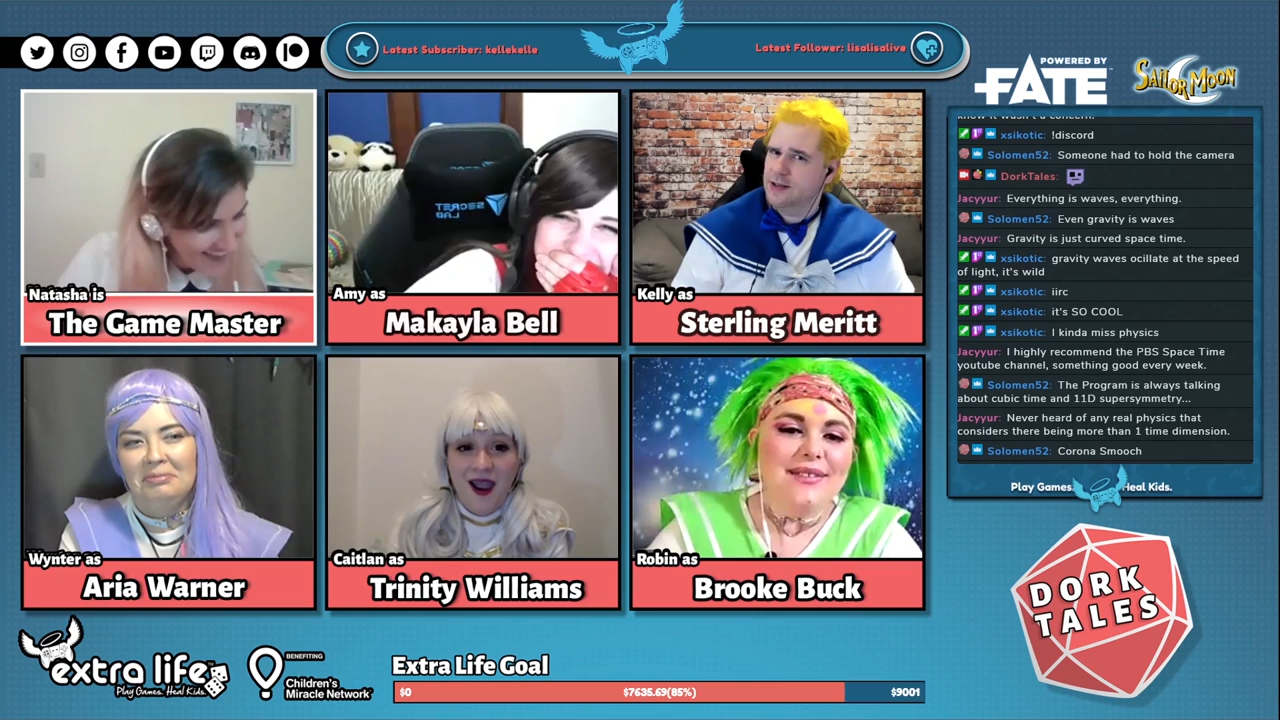 Latest Subscriber: kellekelle
Latest Follower: lisalisalive
POWERED BY
FATE
SAILOR MOON
Natasha is
The Game Master
SECRET
LAB
Amy as
Makayla Bell
Kelly as
Sterling Meritt
Wynter as
Aria Warner
Caitlan as
Trinity Williams
Robin as
Brooke Buck
know it wasn't a concern.
xsikotic: !discord
Solomen52: Someone had to hold the camera
DorkTales:
Jacyyur: Everything is waves, everything.
Solomen52: Even gravity is waves
Jacyyur: Gravity is just curved space time.
xsikotic: gravity waves ocillate at the speed
of light, it's wild
xsikotic: iirc
xsikotic: it's SO COOL
xsikotic: I kinda miss physics
Jacyyur: I highly recommend the PBS Space Time
youtube channel, something good every week.
Solomen52: The Program is always talking
about cubic time and 11D supersymmetry...
Jacyyur: Never heard of any real physics that
considers there being more than 1 time dimension.
Solomen52: Corona Smooch
Play Games. Heal Kids.
DORK
TALES
extra life
Play Games. Heal Kids.
BENEFITING
Children's
Miracle Network
Extra Life Goal
$0
$7635.69(85%)
$9001